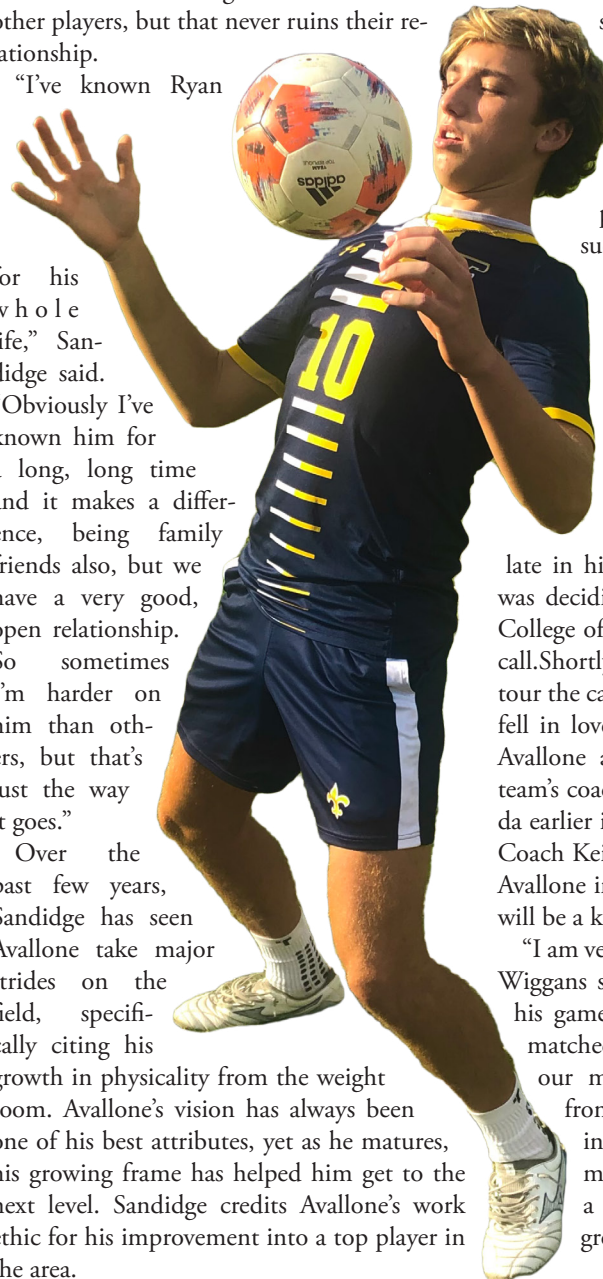 other players, but that never ruins their re-
ationship.
“I’ve known Ryan
for his
whole
life,” San-
didge said.
“Obviously I’ve
known him for
a long, long time
and it makes a differ-
ence, being family
friends also, but we
have a very good,
open relationship.
So sometimes
I’m harder on
him than oth-
ers, but that’s
just the way
it goes.”
Over the
past few years,
Sandidge has seen
Avallone take major
strides on the
field, specifi-
cally citing his
growth in physicality from the weight
room. Avallone’s vision has always been
one of his best attributes, yet as he matures,
his growing frame has helped him get to the
next level. Sandidge credits Avallone’s work
ethic for his improvement into a top player in
the area.
adidas
TEAM
10
su
late in hi
was decidi
College of
call.Shortly
tour the ca
fell in lov
Avallone a
team’s coa
da earlier i
Coach Kei
Avallone in
will be a k
“I am ve
Wiggans s
his game
matched
our m
from
in
m
a
gr